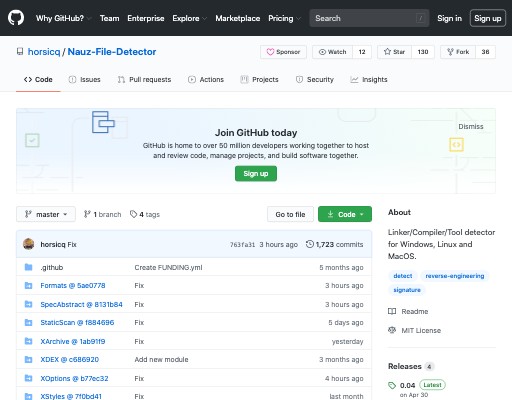 Why GitHub? Team Enterprise Explore Marketplace Pricing Search / Sign in Sign up
horsicq / Nauz-File-Detector Sponsor Watch 12 Star 130 Fork 36
Code Issues Pull requests Actions Projects Security Insights
Dismiss
Join GitHub today
GitHub is home to over 50 million developers working together to host
and review code, manage projects, and build software together.
Sign up
master 1 branch 4 tags Go to file Code
horsicq Fix 763fa31 3 hours ago 1,723 commits
.github Create FUNDING.yml 5 months ago
Formats @ 5ae0778 Fix 3 hours ago
SpecAbstract @ 8131b84 Fix 3 hours ago
StaticScan @ f884696 Fix 5 days ago
XArchive @ 1ab91f9 Fix yesterday
XDEX @ c686920 Add new module 3 months ago
XOptions @ b77ec32 Fix 4 hours ago
XStyles @ 7f0bd41 Fix last month
About
Linker/Compiler/Tool detector
for Windows, Linux and
MacOS.
detect reverse-engineering
signature
Readme
MIT License
Releases 4
0.04 Latest
on Apr 30